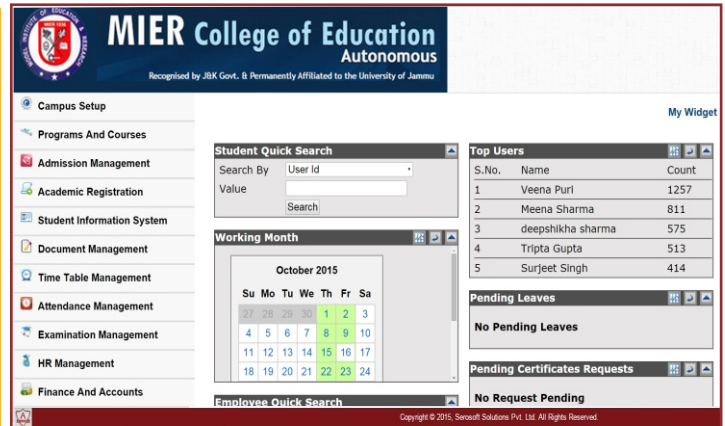 MODEL INSTITUTE OF EDUCATION & RESEARCH
MIER College of Education
Autonomous
Recognised by J&K Govt. & Permanently Affiliated to the University of Jammu
Campus Setup
Programs And Courses
Admission Management
Academic Registration
Student Information System
Document Management
Time Table Management
Attendance Management
Examination Management
HR Management
Finance And Accounts
My Widget
Student Quick Search
Search By User Id
Value
Search
Working Month
October 2015
Su Mo Tu We Th Fr Sa
27 28 29 30 1 2 3
4 5 6 7 8 9 10
11 12 13 14 15 16 17
18 19 20 21 22 23 24
Employee Quick Search
Top Users
S.No. Name Count
1 Veena Puri 1257
2 Meena Sharma 811
3 deepshikha sharma 575
4 Tripta Gupta 513
5 Surjeet Singh 414
Pending Leaves
No Pending Leaves
Pending Certificates Requests
No Request Pending
Copyright © 2015, Serosoft Solutions Pvt. Ltd. All Rights Reserved.